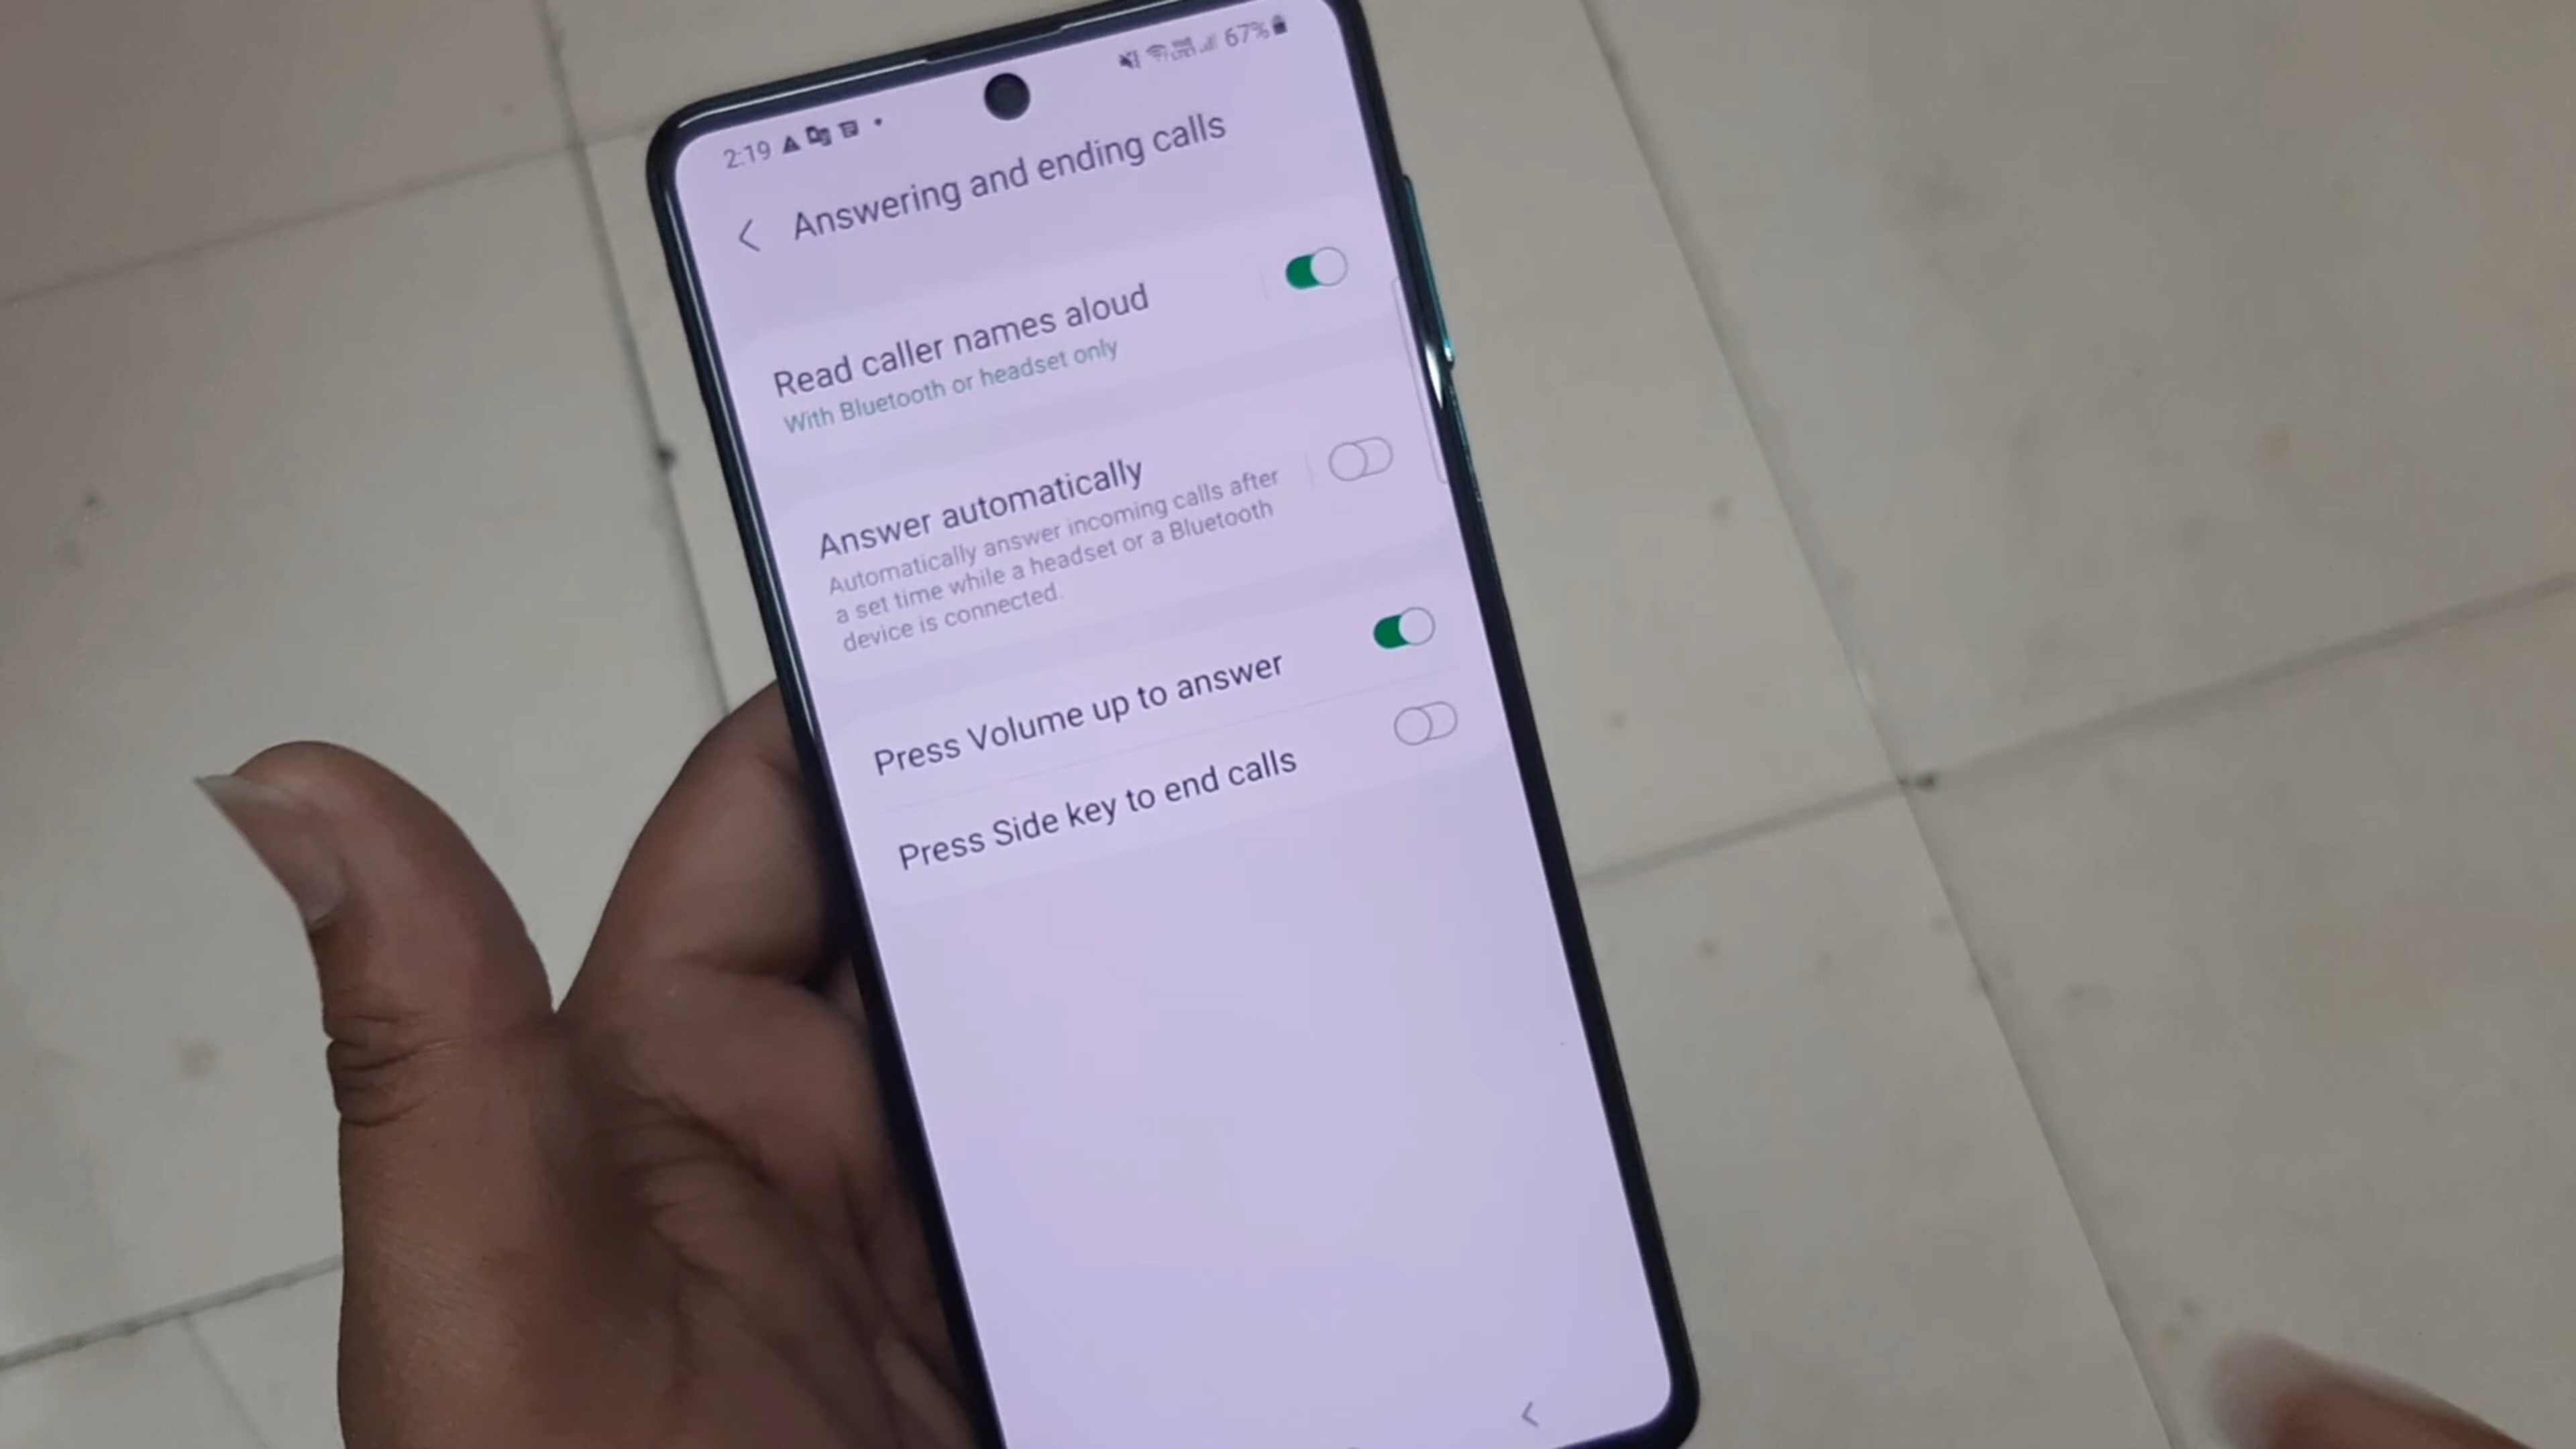 2:19
67%
Answering and ending calls
Read caller names aloud
With Bluetooth or headset only
Answer automatically
Automatically answer incoming calls after
a set time while a headset or a Bluetooth
device is connected.
Press Volume up to answer
Press Side key to end calls